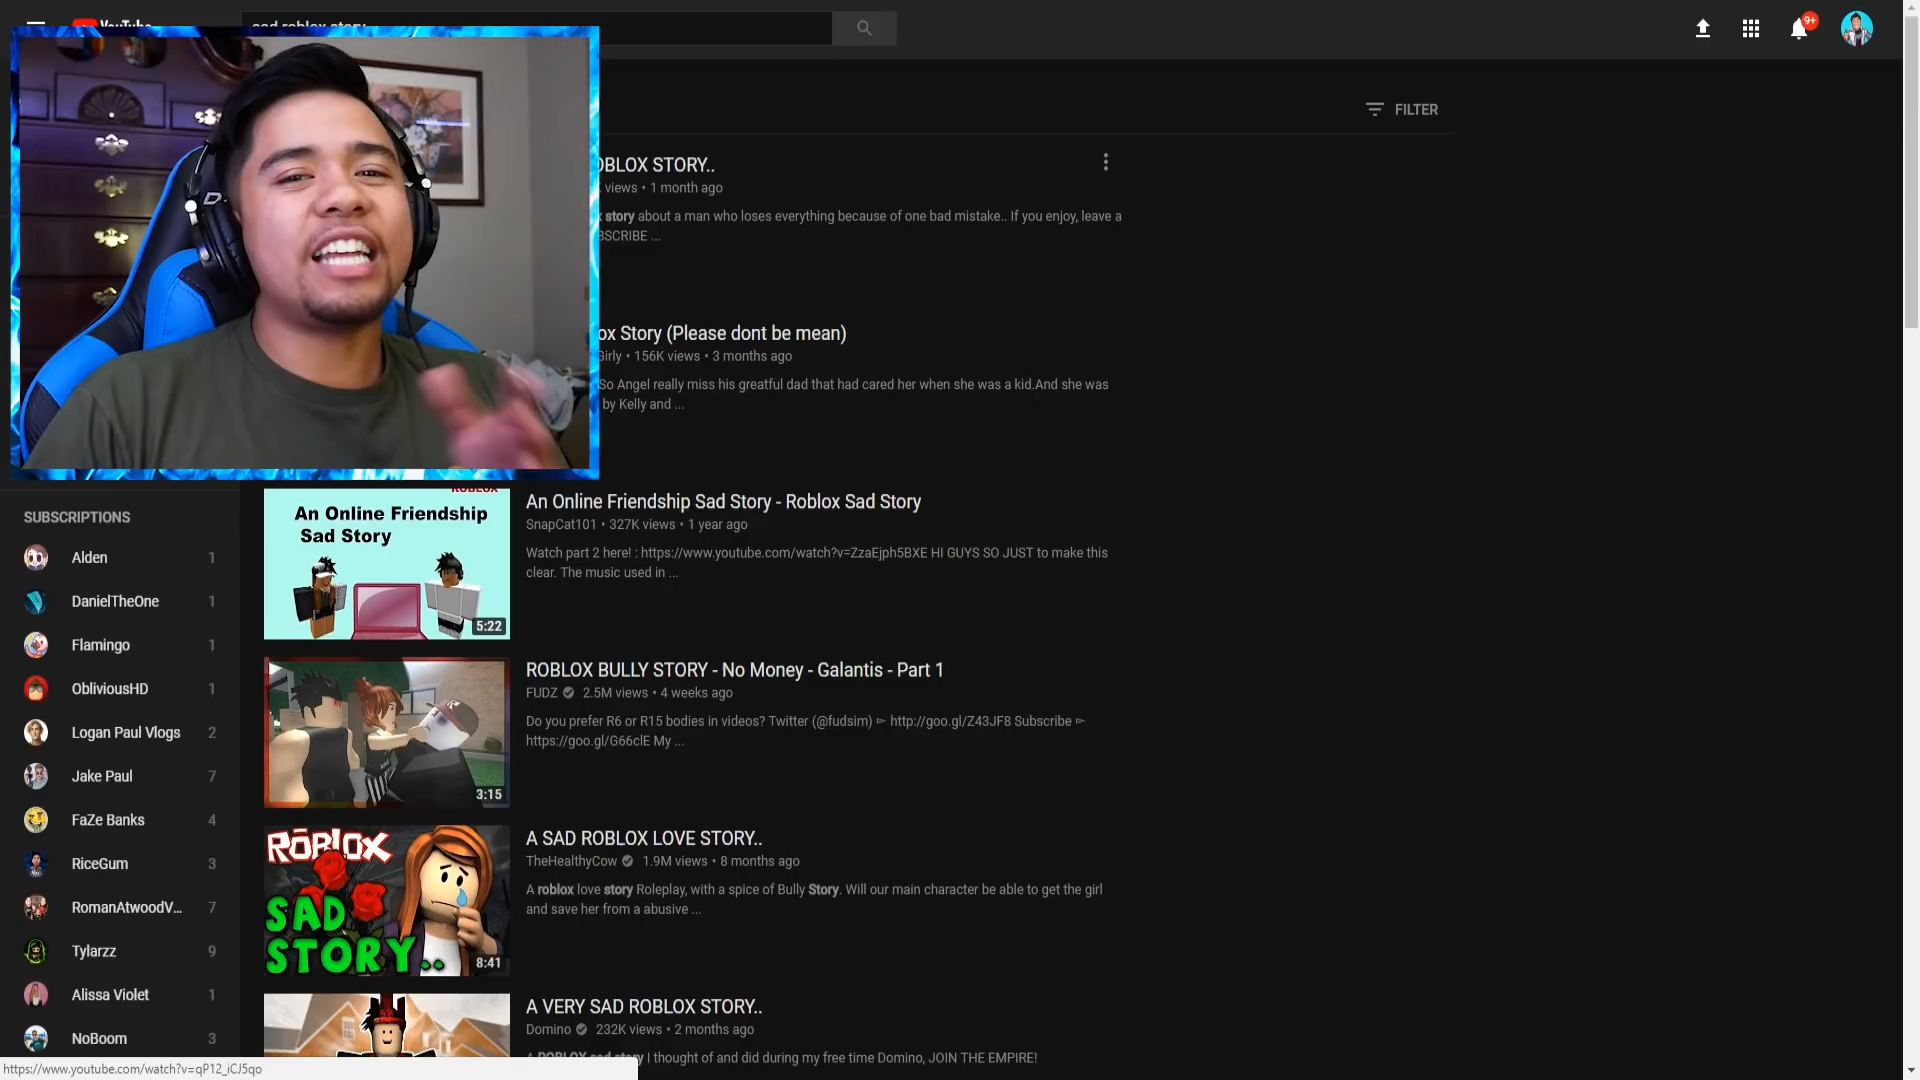 YouTube
sad roblox story
9+
FILTER
OBLOX STORY..
views • 1 month ago
story about a man who loses everything because of one bad mistake.. If you enjoy, leave a
BSCRIBE ...
ox Story (Please dont be mean)
Girly • 156K views • 3 months ago
So Angel really miss his greatful dad that had cared her when she was a kid.And she was
by Kelly and ...
SUBSCRIPTIONS
Alden 1
DanielTheOne 1
Flamingo 1
ObliviousHD 1
Logan Paul Vlogs 2
Jake Paul 7
FaZe Banks 4
RiceGum 3
RomanAtwoodV... 7
Tylarzz 9
Alissa Violet 1
NoBoom 3
ROBLOX
An Online Friendship
Sad Story
5:22
An Online Friendship Sad Story - Roblox Sad Story
SnapCat101 • 327K views • 1 year ago
Watch part 2 here! : https://www.youtube.com/watch?v=ZzaEjph5BXE HI GUYS SO JUST to make this
clear. The music used in ...
3:15
ROBLOX BULLY STORY - No Money - Galantis - Part 1
FUDZ 2.5M views • 4 weeks ago
Do you prefer R6 or R15 bodies in videos? Twitter (@fudsim) ► http://goo.gl/Z43JF8 Subscribe ►
https://goo.gl/G66clE My ...
ROBLOX
SAD
STORY..
8:41
A SAD ROBLOX LOVE STORY..
TheHealthyCow 1.9M views • 8 months ago
A roblox love story Roleplay, with a spice of Bully Story. Will our main character be able to get the girl
and save her from a abusive ...
A VERY SAD ROBLOX STORY..
Domino 232K views • 2 months ago
A ROBLOX sad story I thought of and did during my free time Domino, JOIN THE EMPIRE!
https://www.youtube.com/watch?v=qP12_iCJ5qo